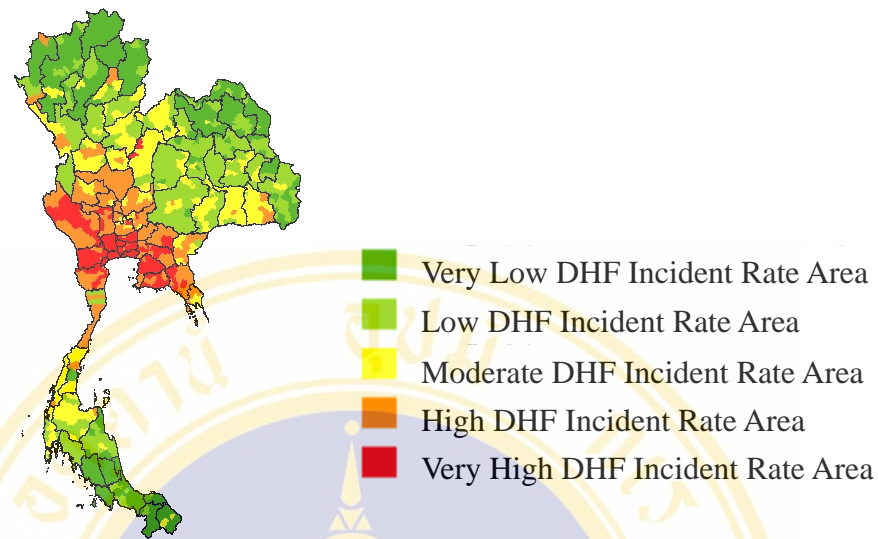 Very Low DHF Incident Rate Area
Low DHF Incident Rate Area
Moderate DHF Incident Rate Area
High DHF Incident Rate Area
Very High DHF Incident Rate Area